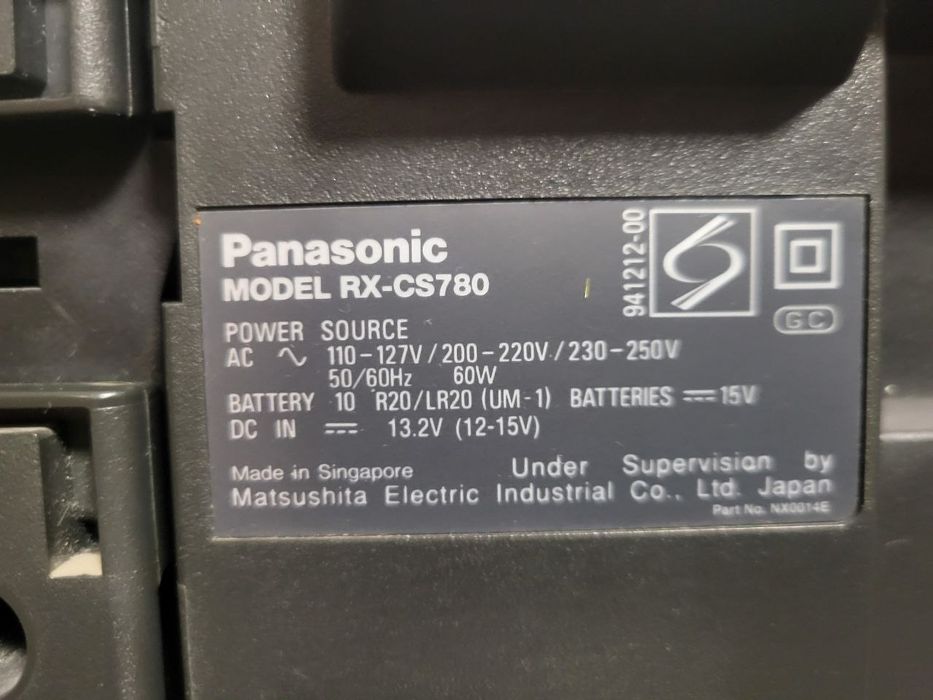 Panasonic
MODEL RX-CS780
941212-00
GC
POWER SOURCE
AC ∿ 110-127V/200-220V/230-250V
50/60Hz 60W
BATTERY 10 R20/LR20 (UM-1) BATTERIES ⎓ 15V
DC IN ⎓ 13.2V (12-15V)
Made in Singapore Under Supervision by
Matsushita Electric Industrial Co., Ltd. Japan
Part No. NX0014E